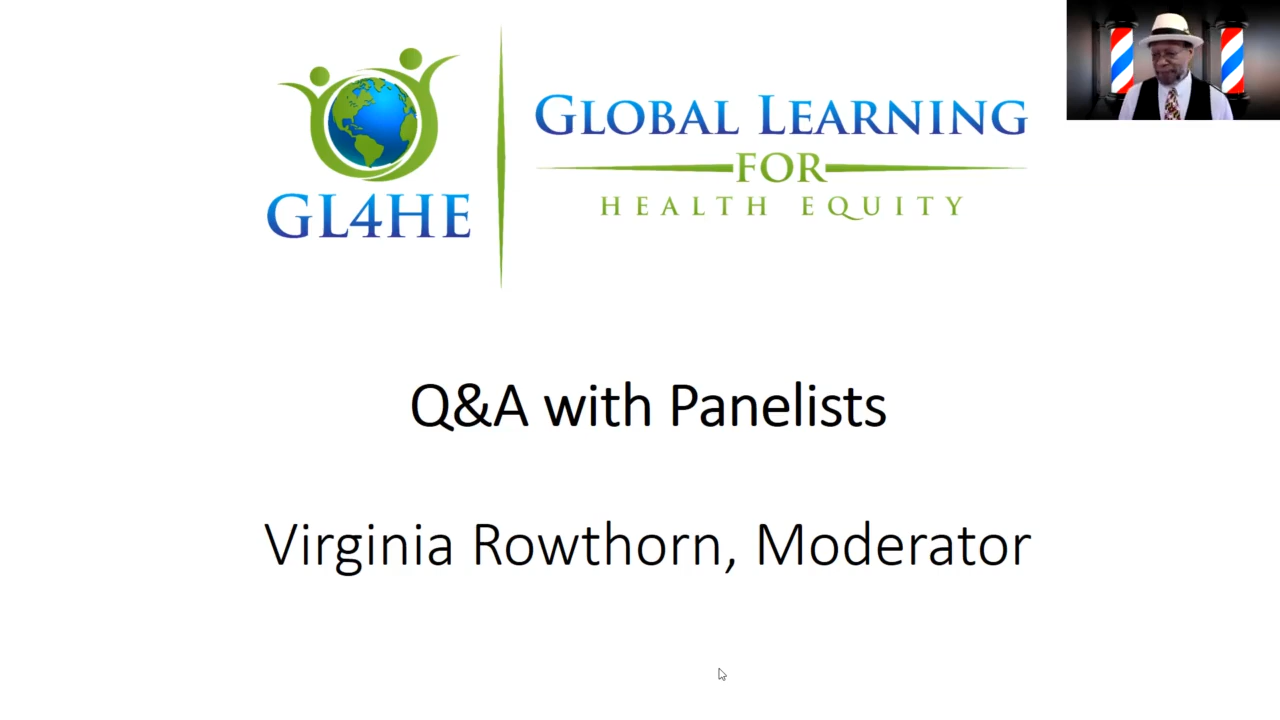 GL4HE
GLOBAL LEARNING
FOR
HEALTH EQUITY
Q&A with Panelists
Virginia Rowthorn, Moderator